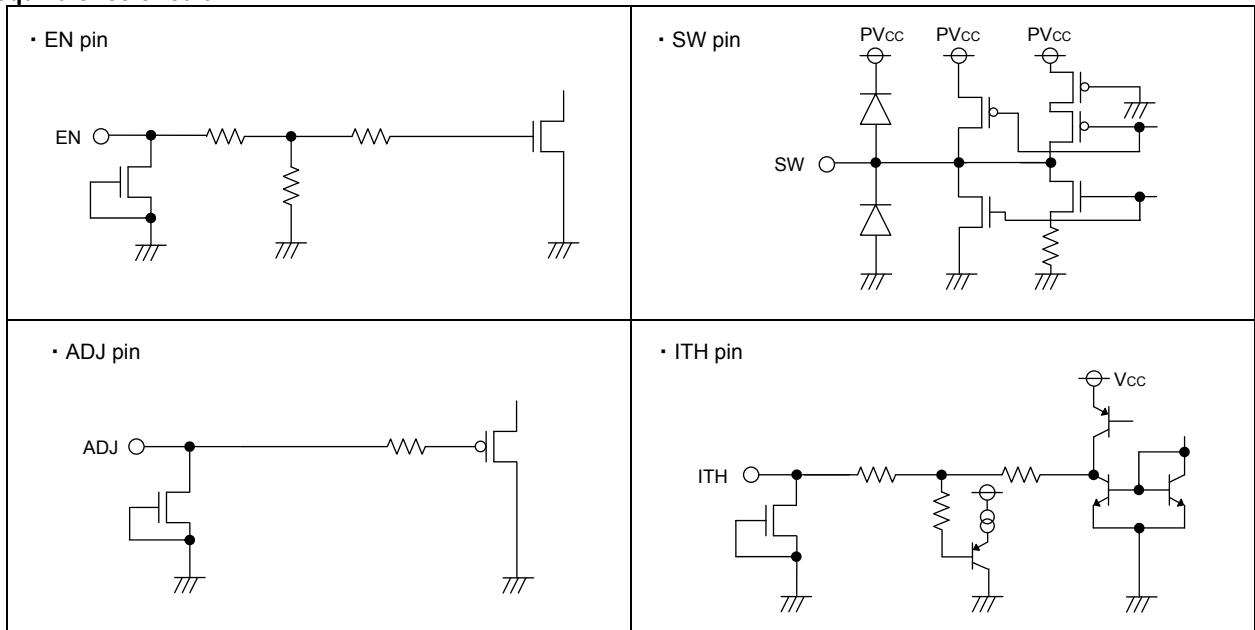 ・EN pin
EN
・SW pin
PVCC PVCC PVCC
SW
・ADJ pin
ADJ
・ITH pin
VCC
ITH